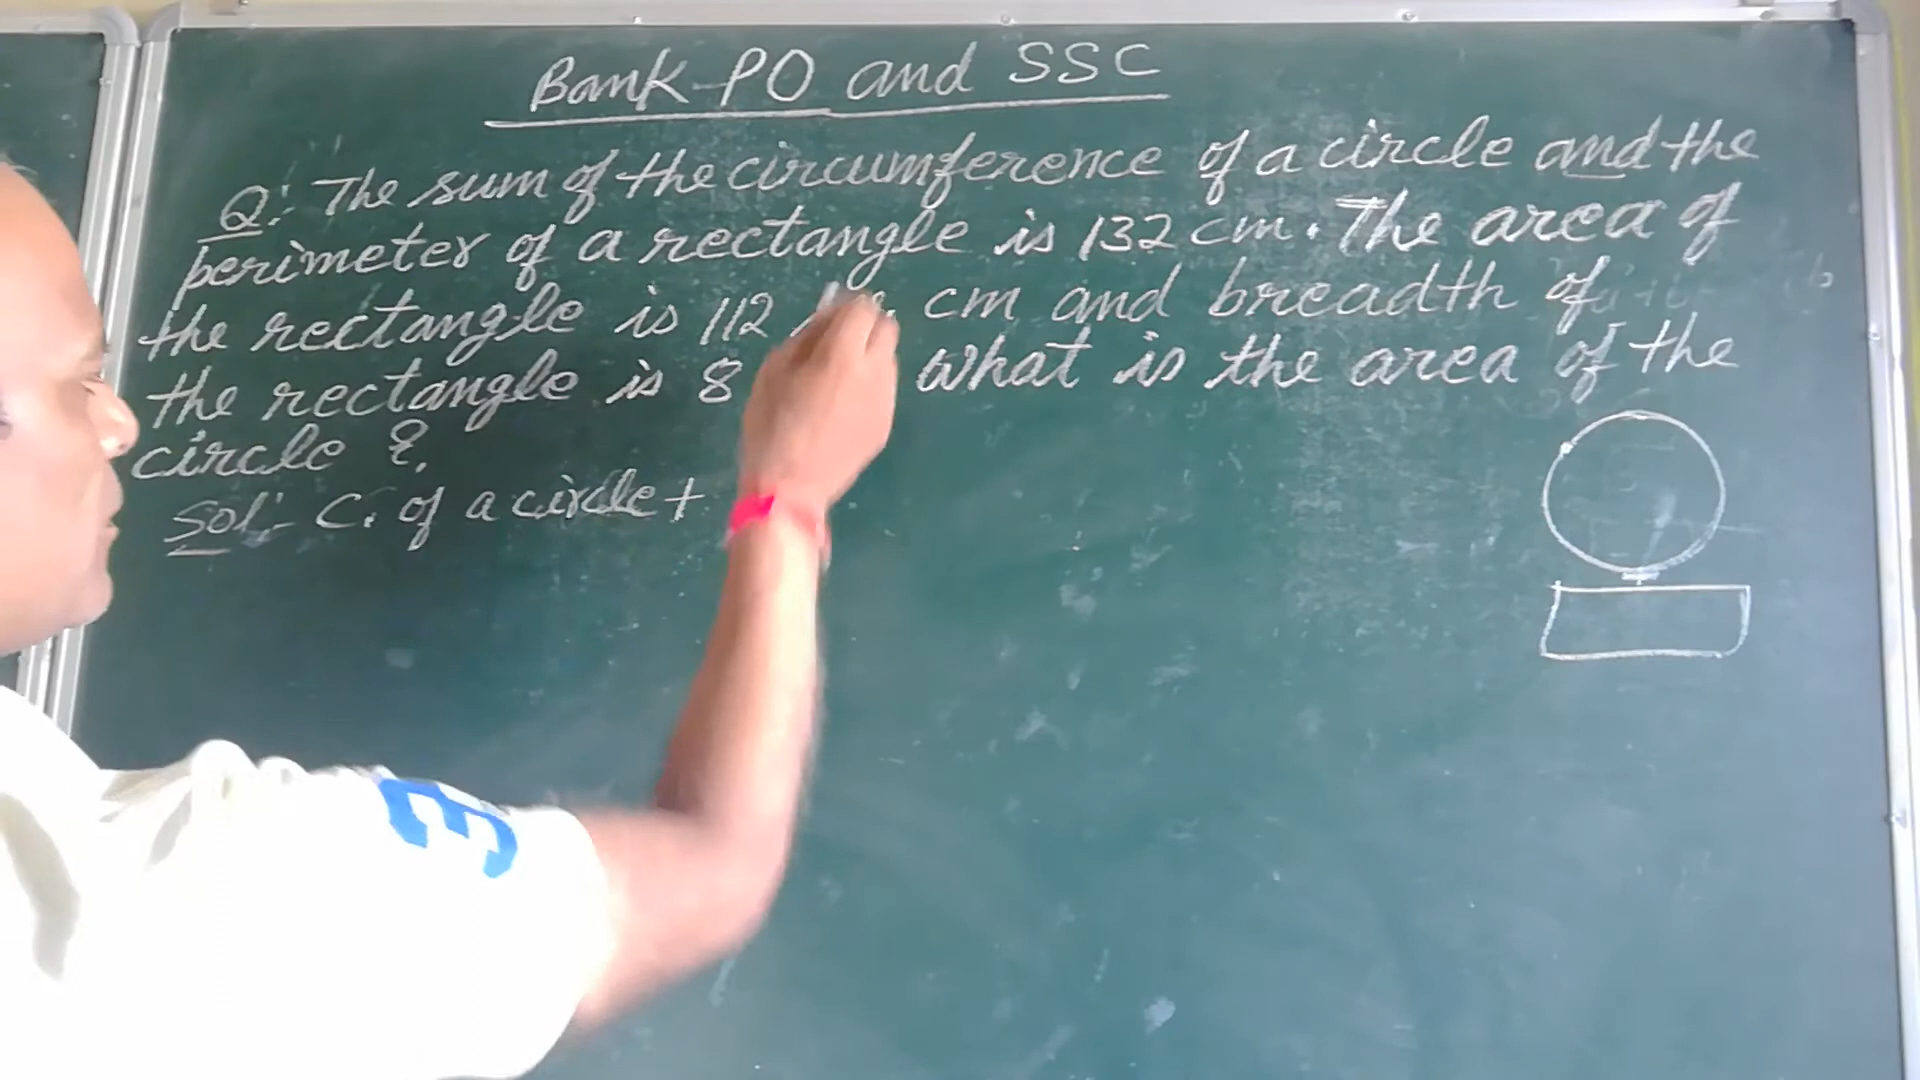 Bank PO and SSC
Q:- The sum of the circumference of a circle and the
perimeter of a rectangle is 132 cm. The area of
the rectangle is 112 cm and breadth of
the rectangle is 8 What is the area of the
circle ?.
Sol:- C. of a circle +